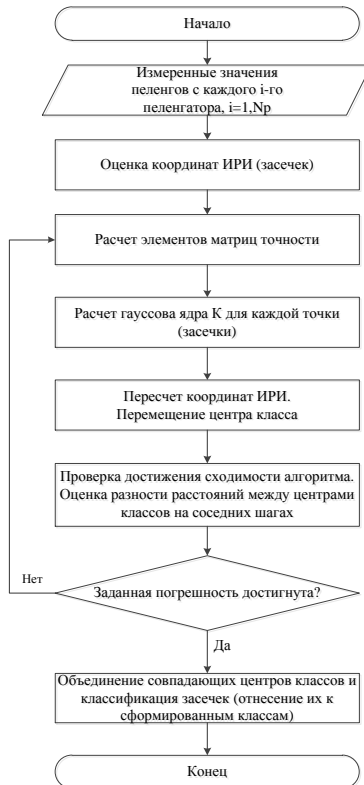 Начало
Измеренные значения
пеленгов с каждого i-го
пеленгатора, i=1,Np
Оценка координат ИРИ (засечек)
Расчет элементов матриц точности
Расчет гауссова ядра К для каждой точки
(засечки)
Пересчет координат ИРИ.
Перемещение центра класса
Проверка достижения сходимости алгоритма.
Оценка разности расстояний между центрами
классов на соседних шагах
Нет
Заданная погрешность достигнута?
Да
Объединение совпадающих центров классов и
классификация засечек (отнесение их к
сформированным классам)
Конец